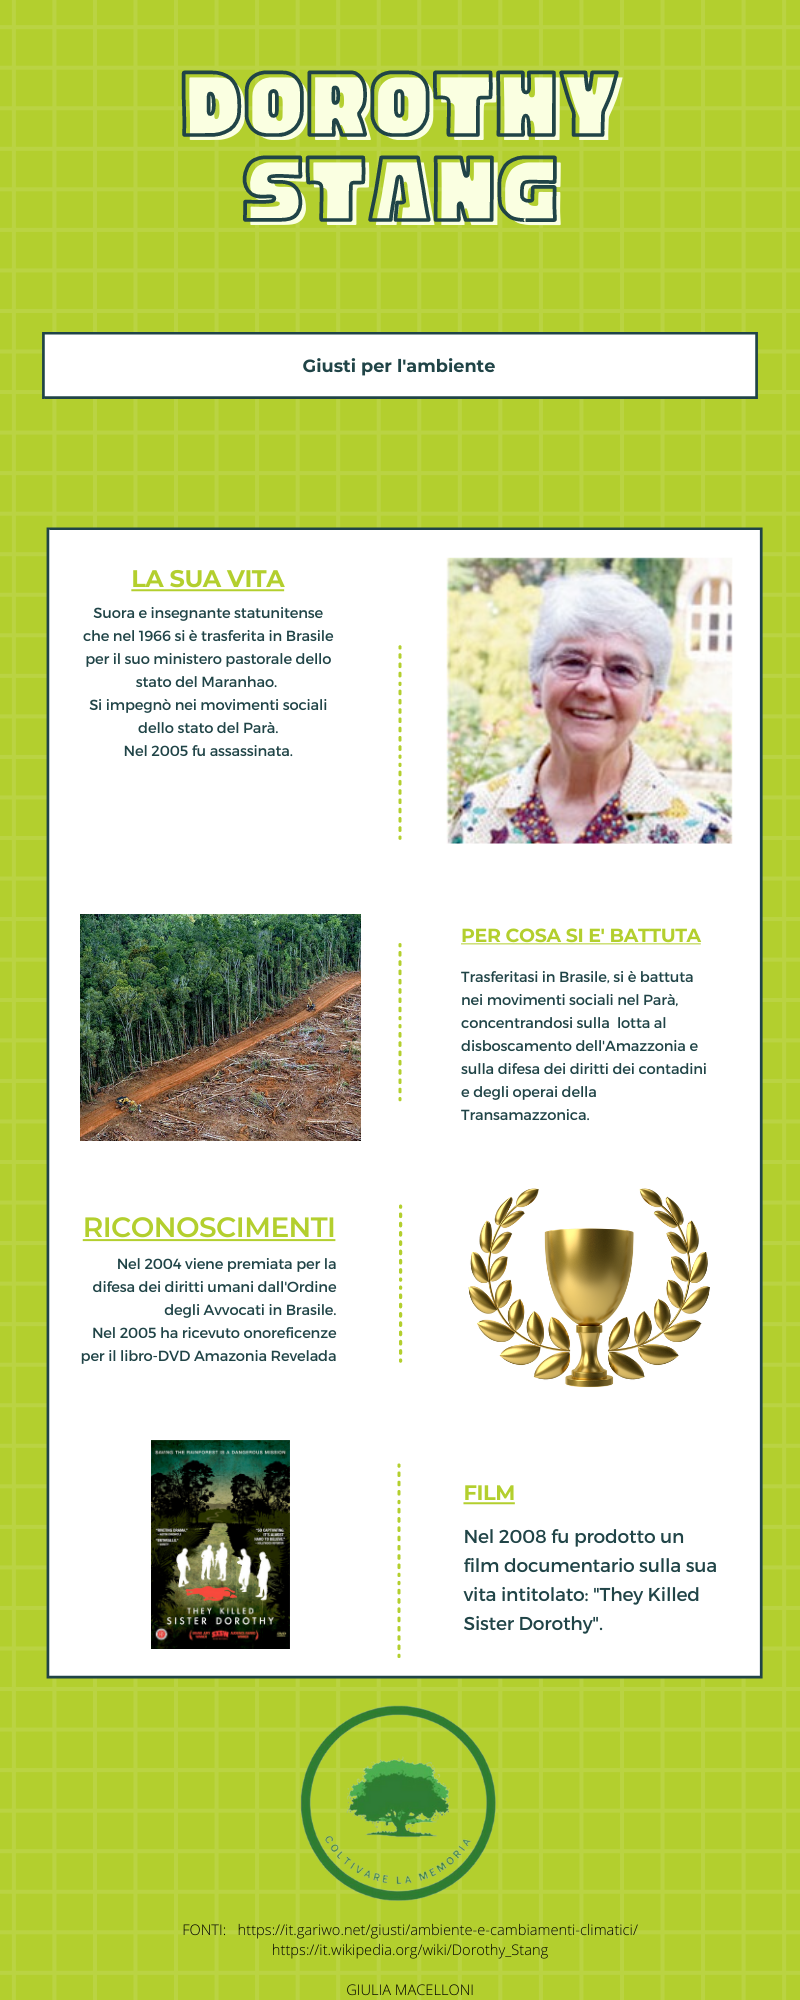 DOROTHY
STANG
Giusti per l'ambiente
LA SUA VITA
Suora e insegnante statunitense
che nel 1966 si è trasferita in Brasile
per il suo ministero pastorale dello
stato del Maranhao.
Si impegnò nei movimenti sociali
dello stato del Parà.
Nel 2005 fu assassinata.
PER COSA SI E' BATTUTA
Trasferitasi in Brasile, si è battuta
nei movimenti sociali nel Parà,
concentrandosi sulla lotta al
disboscamento dell'Amazzonia e
sulla difesa dei diritti dei contadini
e degli operai della
Transamazzonica.
RICONOSCIMENTI
Nel 2004 viene premiata per la
difesa dei diritti umani dall'Ordine
degli Avvocati in Brasile.
Nel 2005 ha ricevuto onoreficenze
per il libro-DVD Amazonia Revelada
SAVING THE RAINFOREST IS A DANGEROUS MISSION
THEY KILLED
SISTER DOROTHY
FILM
Nel 2008 fu prodotto un
film documentario sulla sua
vita intitolato: "They Killed
Sister Dorothy".
COLTIVARE LA MEMORIA
FONTI: https://it.gariwo.net/giusti/ambiente-e-cambiamenti-climatici/
https://it.wikipedia.org/wiki/Dorothy_Stang
GIULIA MACELLONI